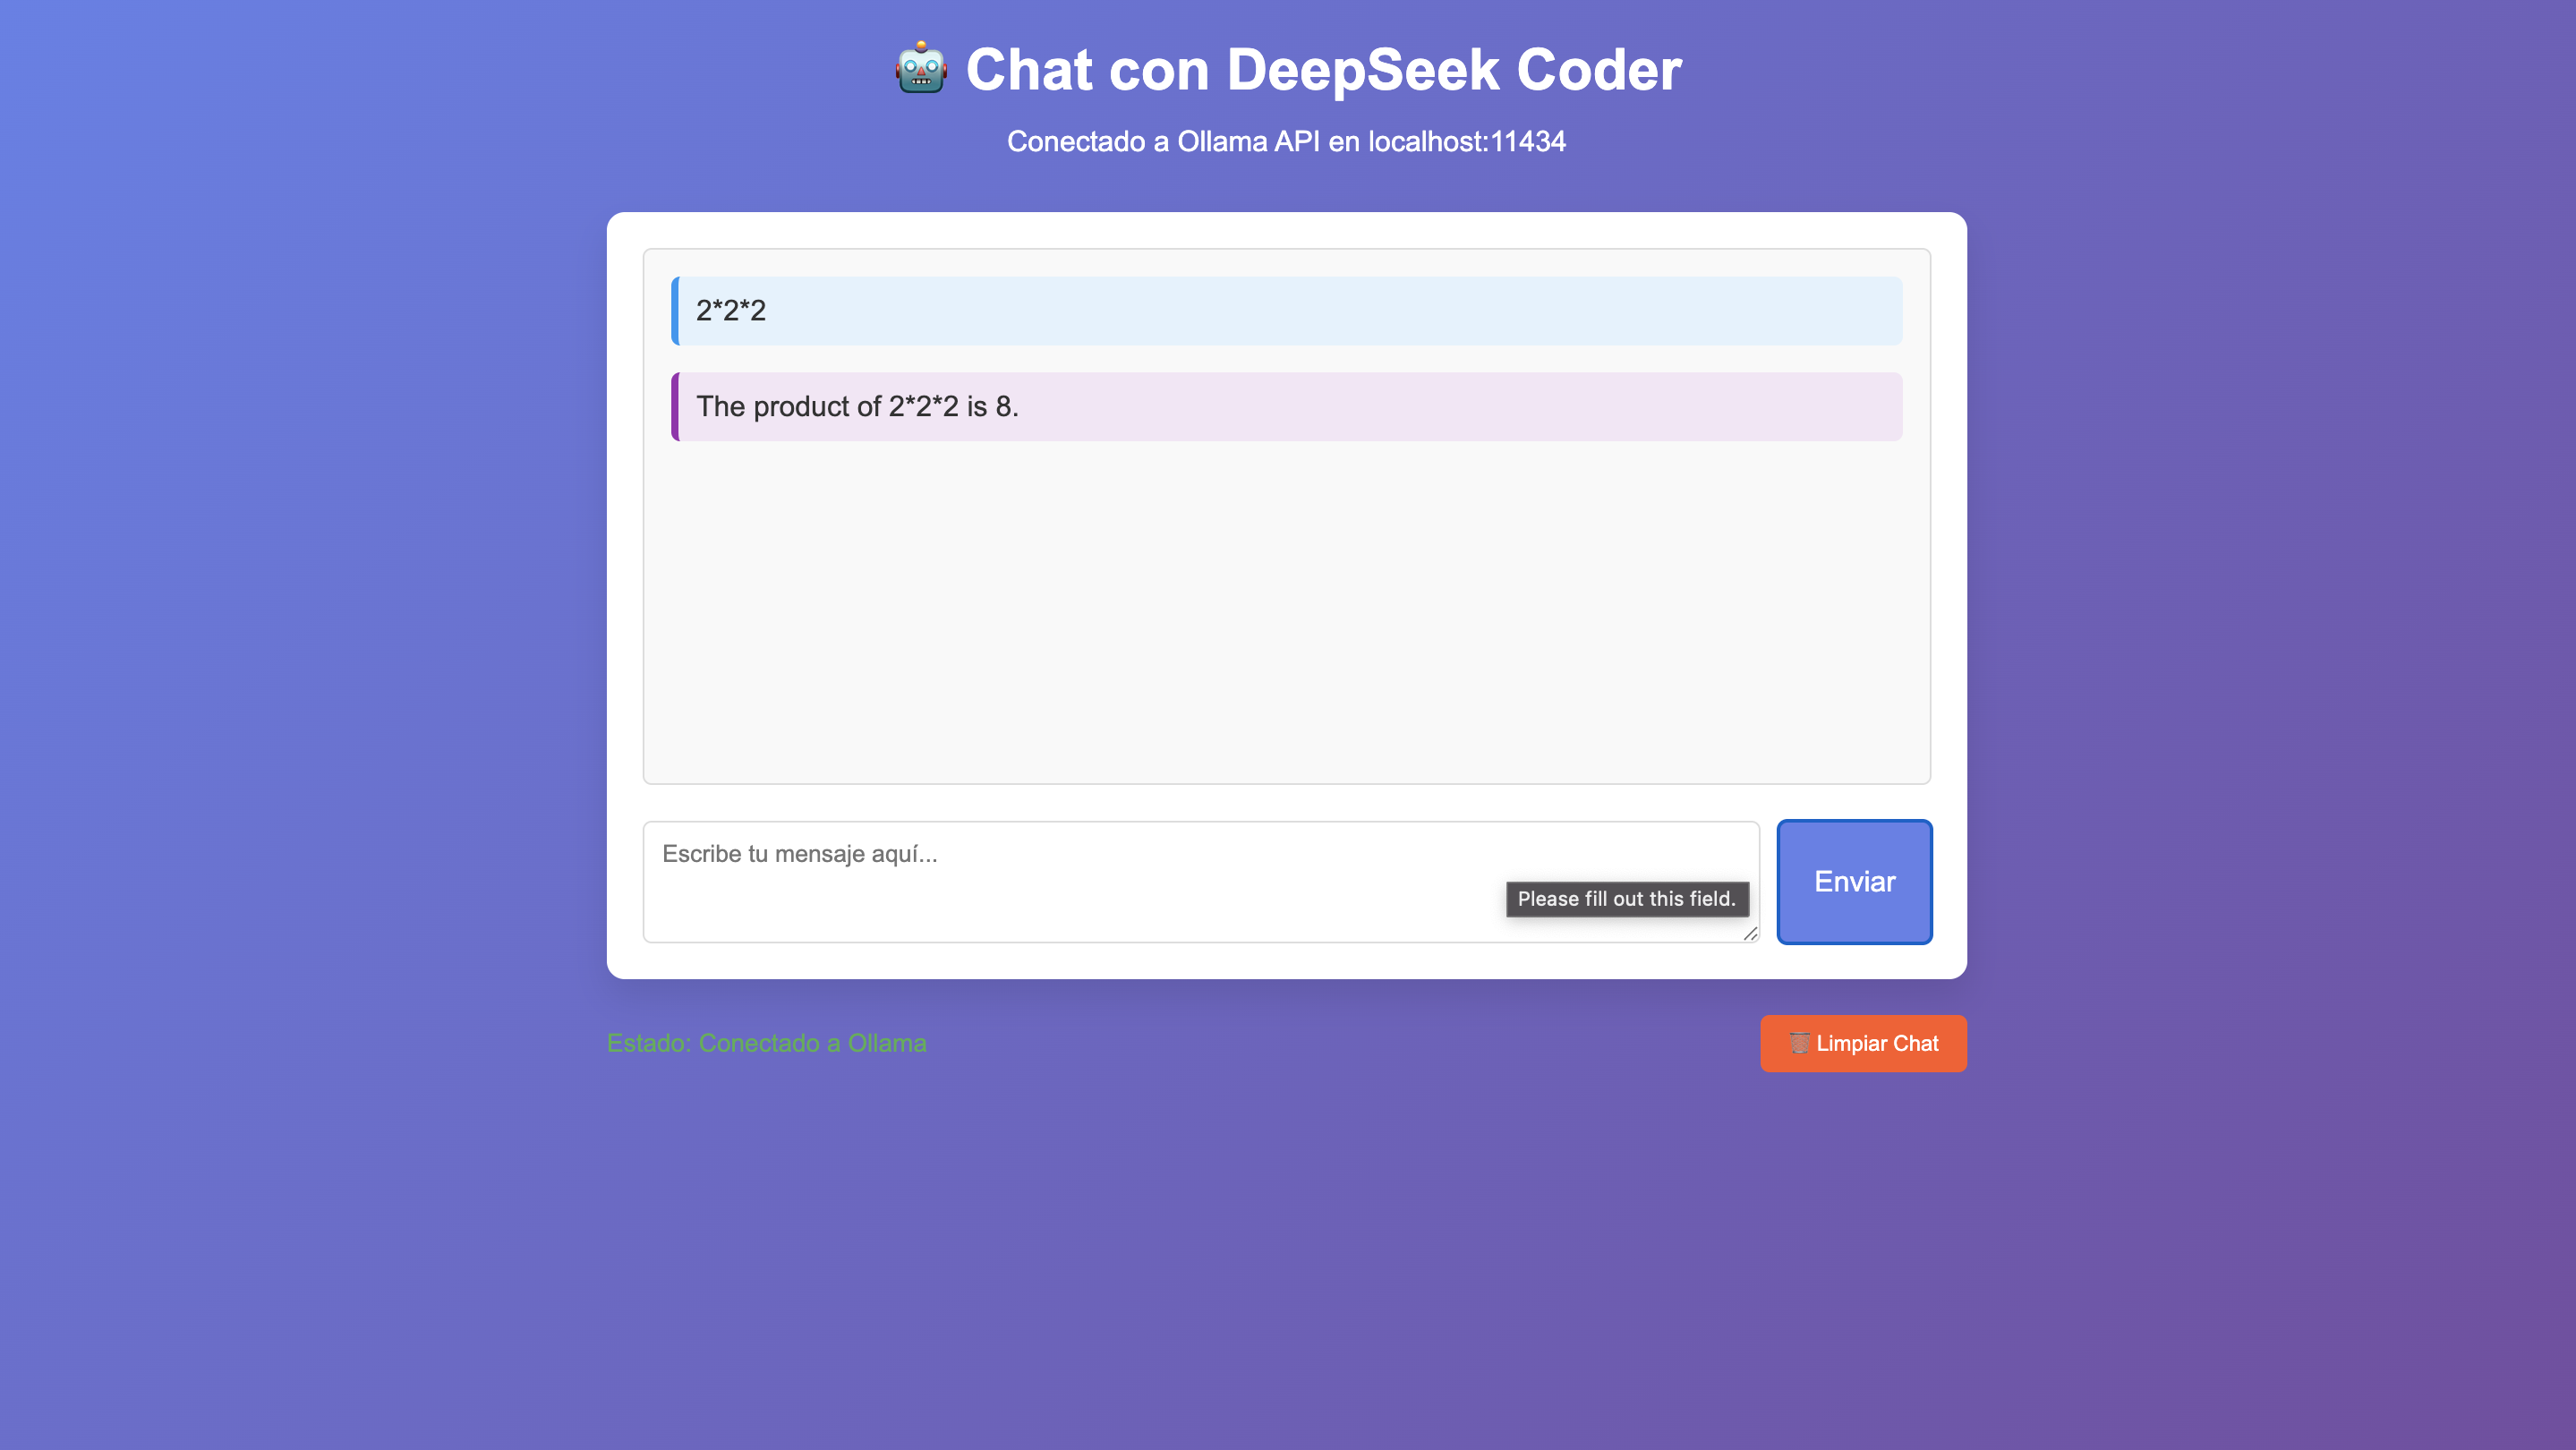 🤖 Chat con DeepSeek Coder
Conectado a Ollama API en localhost:11434
2*2*2
The product of 2*2*2 is 8.
Escribe tu mensaje aquí...
Please fill out this field.
Enviar
Estado: Conectado a Ollama
🗑️ Limpiar Chat